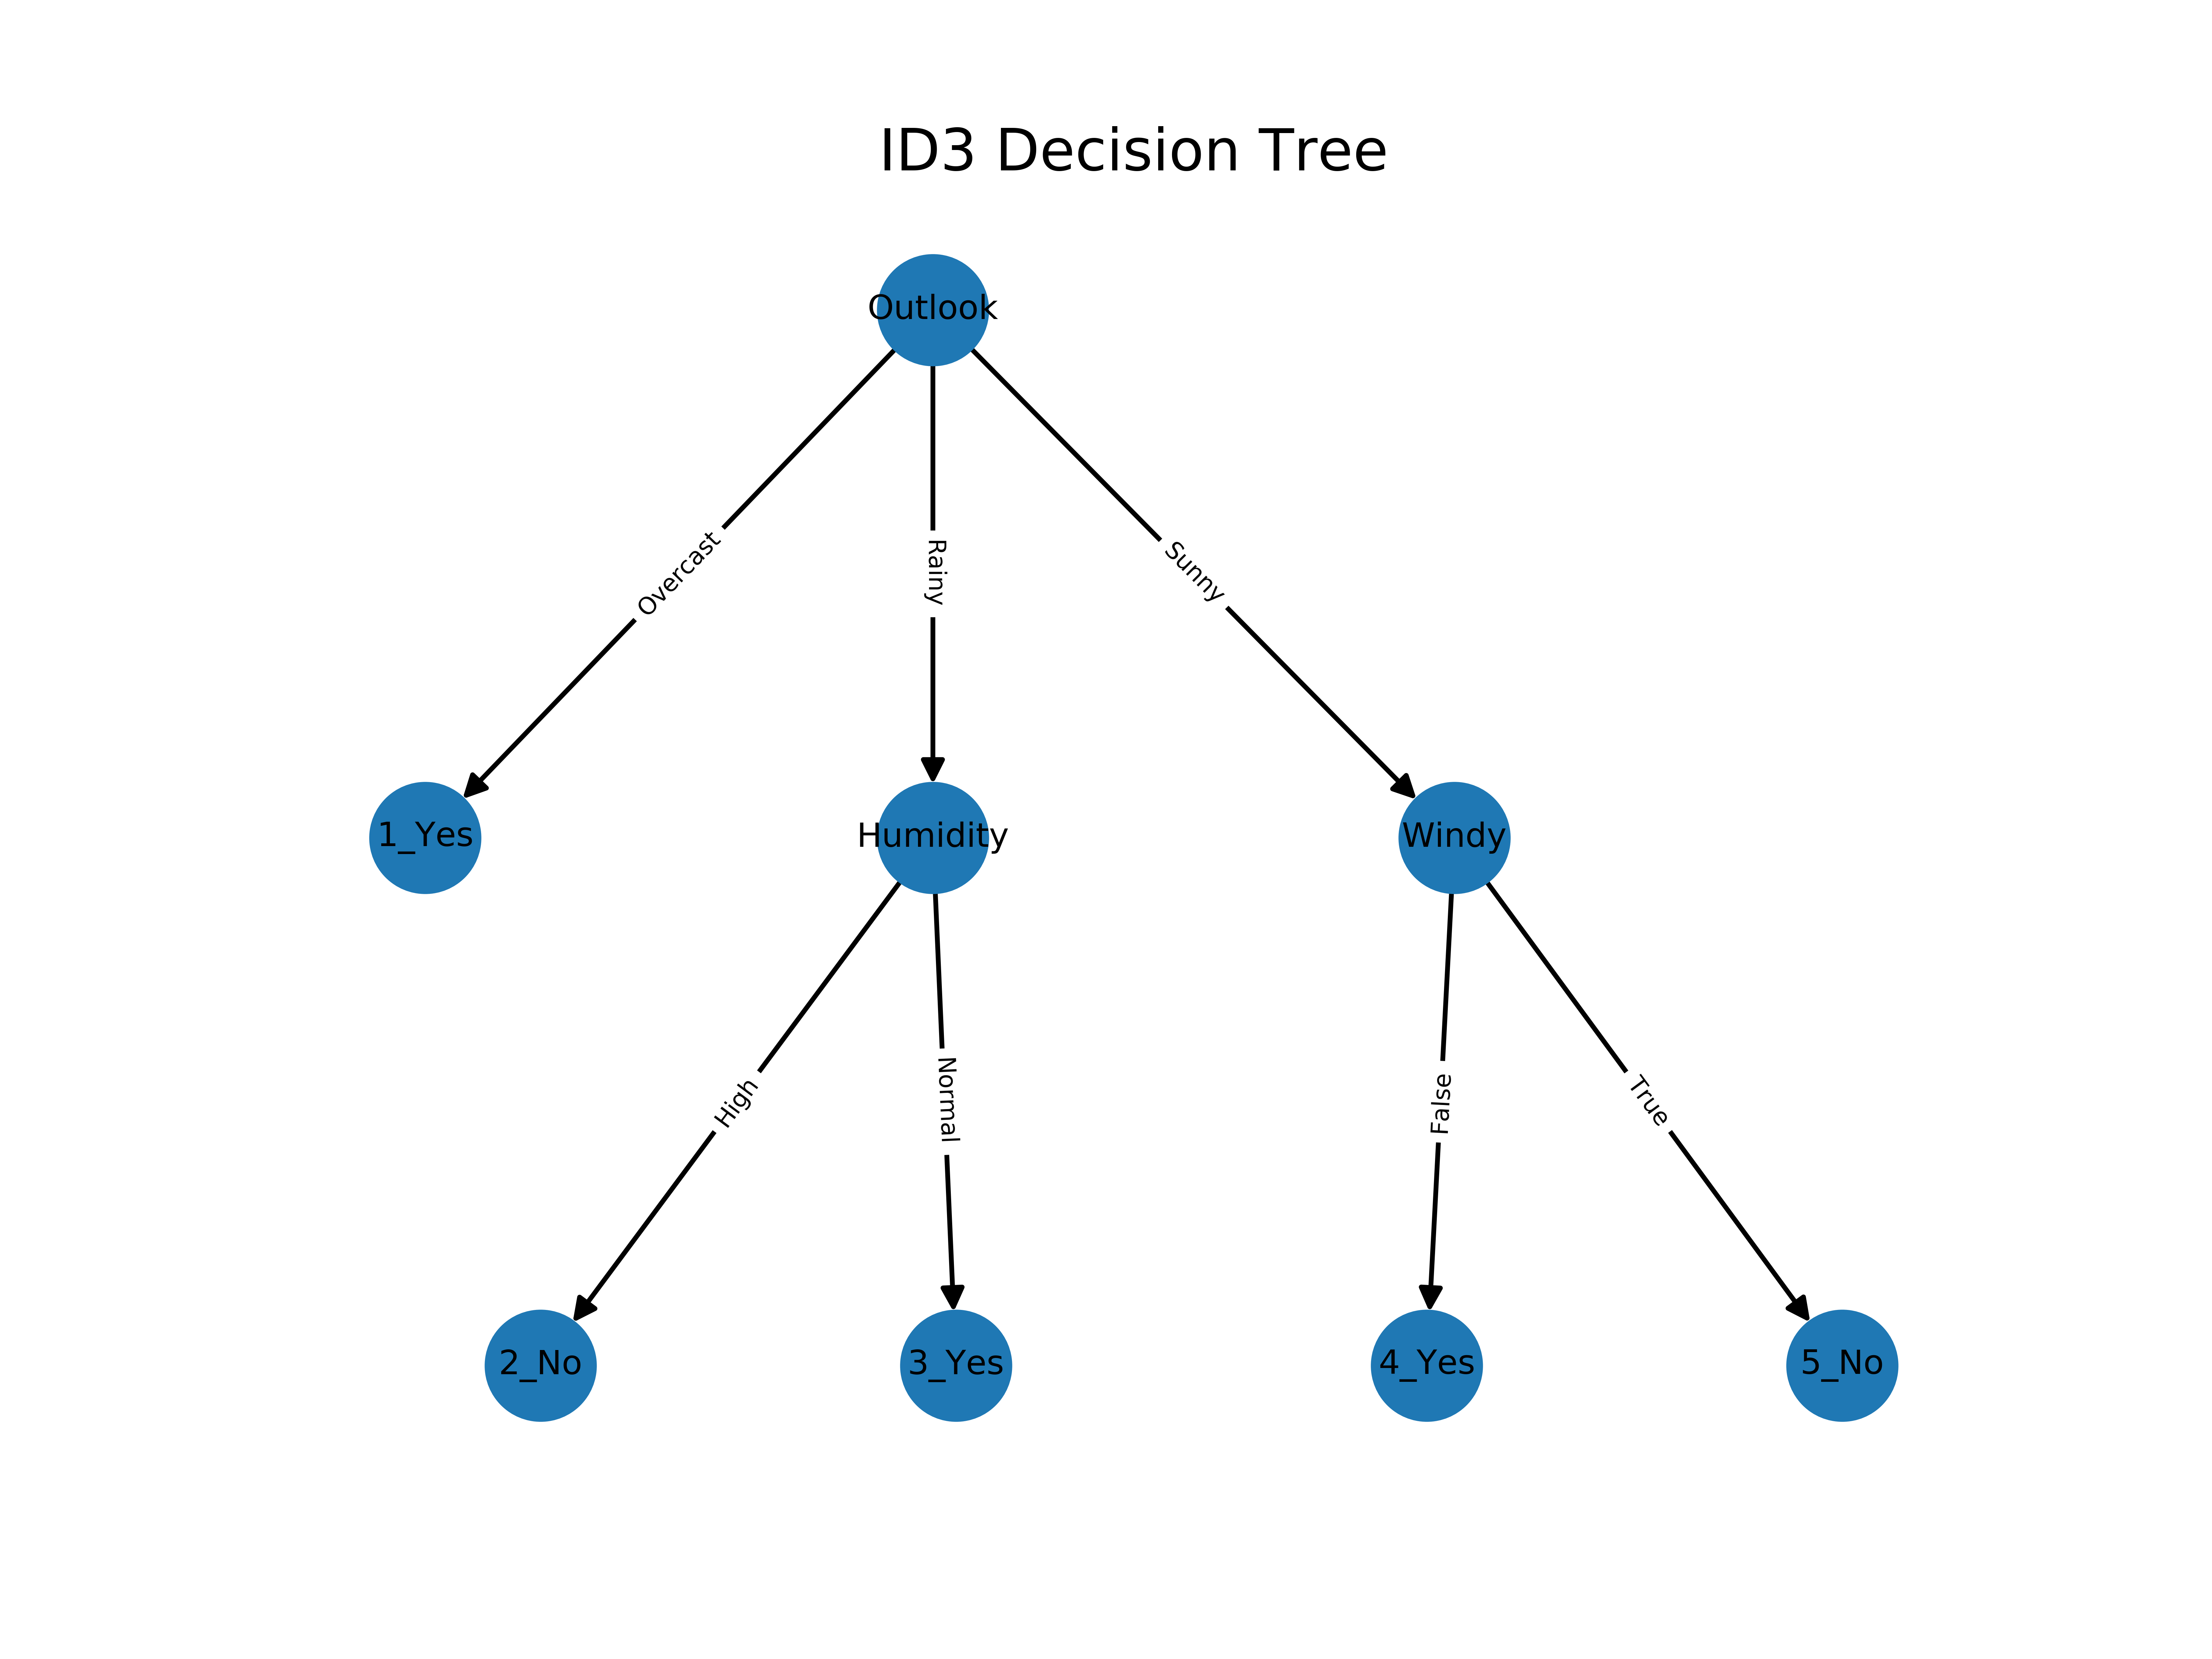 ID3 Decision Tree
Outlook
Overcast
Rainy
Sunny
1_Yes
Humidity
Windy
High
Normal
False
True
2_No
3_Yes
4_Yes
5_No